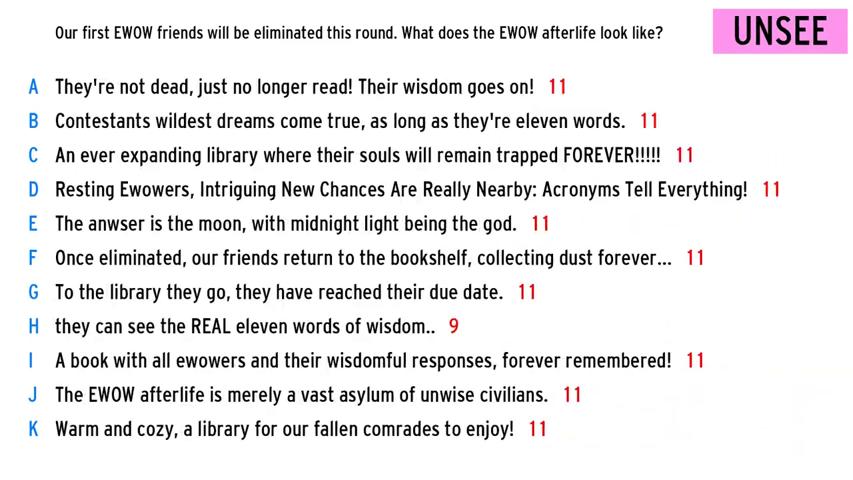 Our first EWOW friends will be eliminated this round. What does the EWOW afterlife look like?
UNSEE
A They're not dead, just no longer read! Their wisdom goes on! 11
B Contestants wildest dreams come true, as long as they're eleven words. 11
C An ever expanding library where their souls will remain trapped FOREVER!!!!! 11
D Resting Ewowers, Intriguing New Chances Are Really Nearby: Acronyms Tell Everything! 11
E The anwser is the moon, with midnight light being the god. 11
F Once eliminated, our friends return to the bookshelf, collecting dust forever... 11
G To the library they go, they have reached their due date. 11
H they can see the REAL eleven words of wisdom.. 9
I A book with all ewowers and their wisdomful responses, forever remembered! 11
J The EWOW afterlife is merely a vast asylum of unwise civilians. 11
K Warm and cozy, a library for our fallen comrades to enjoy! 11